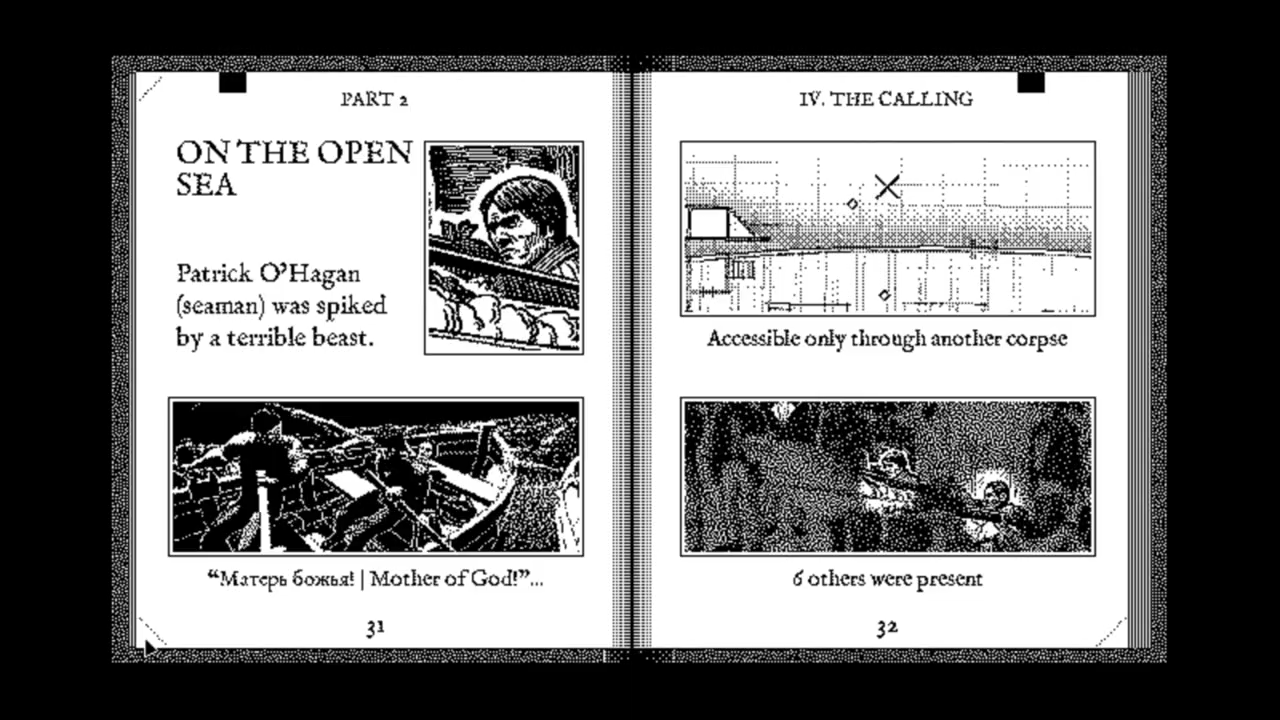 PART 2
ON THE OPEN
SEA
Patrick O'Hagan
(seaman) was spiked
by a terrible beast.
“Матерь божья! | Mother of God!”...
31
IV. THE CALLING
Accessible only through another corpse
6 others were present
32